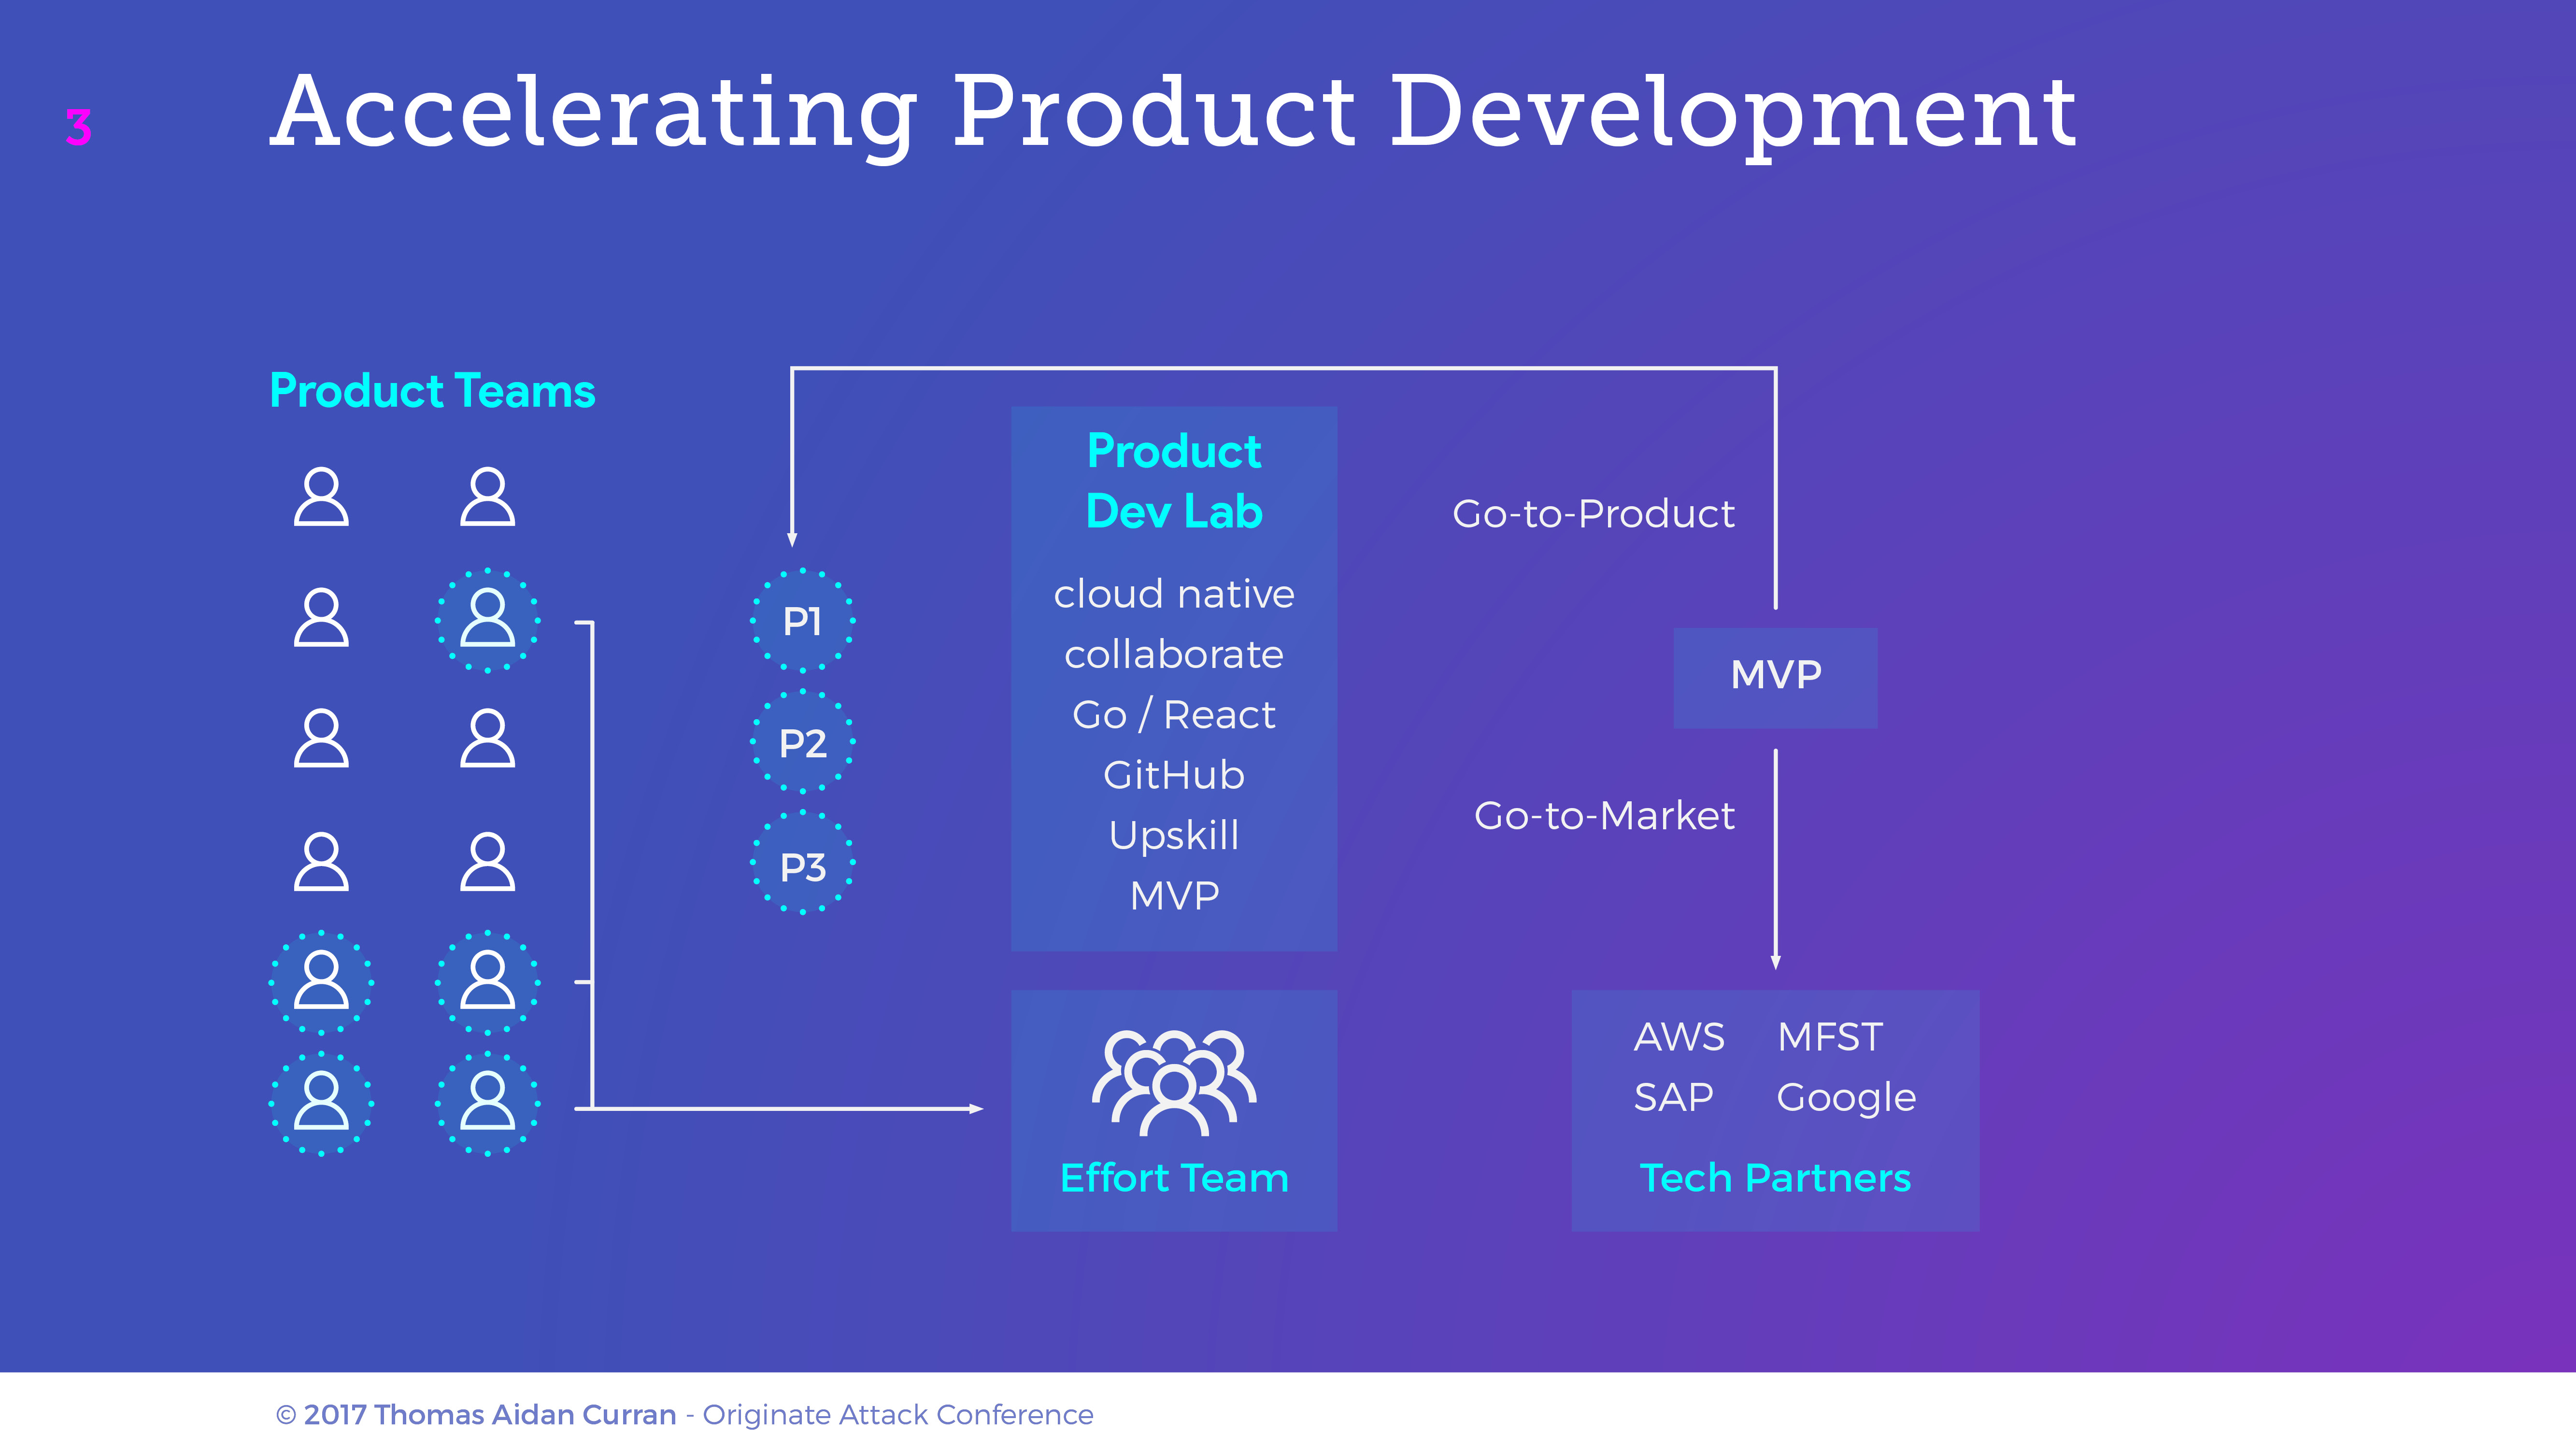 3
Accelerating Product Development
Product Teams
P1
P2
P3
Product
Dev Lab
cloud native
collaborate
Go / React
GitHub
Upskill
MVP
Effort Team
Go-to-Product
MVP
Go-to-Market
AWS MFST
SAP Google
Tech Partners
© 2017 Thomas Aidan Curran - Originate Attack Conference